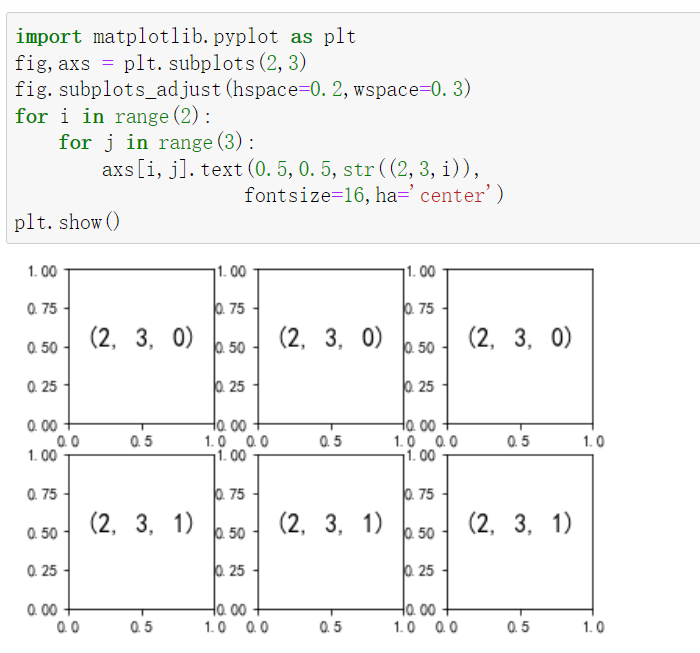 import matplotlib.pyplot as plt
fig,axs = plt.subplots(2,3)
fig.subplots_adjust(hspace=0.2,wspace=0.3)
for i in range(2):
    for j in range(3):
        axs[i,j].text(0.5,0.5,str((2,3,i)),
                      fontsize=16,ha='center')
plt.show()
1.00 1.00 1.00
0.75 0.75 0.75
(2, 3, 0) (2, 3, 0) (2, 3, 0)
0.50 0.50 0.50
0.25 0.25 0.25
0.00 0.00 0.00
0.0 0.5 1.0 0.0 0.5 1.0 0.0 0.5 1.0
1.00 1.00 1.00
0.75 0.75 0.75
(2, 3, 1) (2, 3, 1) (2, 3, 1)
0.50 0.50 0.50
0.25 0.25 0.25
0.00 0.00 0.00
0.0 0.5 1.0 0.0 0.5 1.0 0.0 0.5 1.0